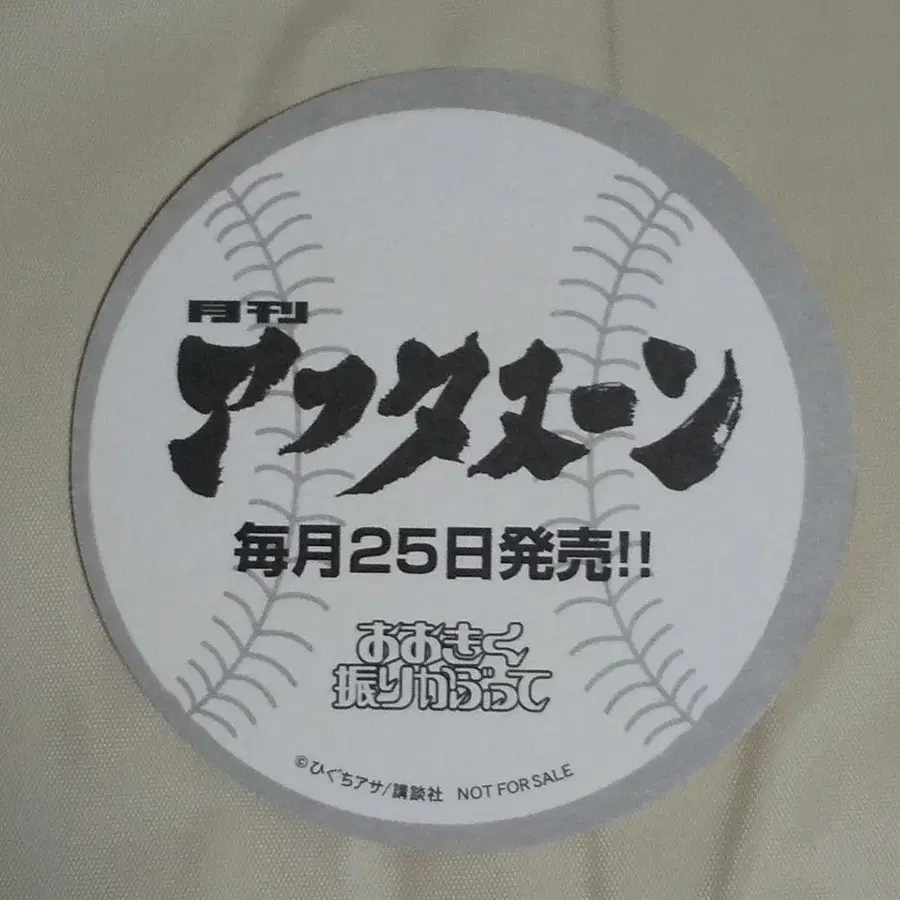 月刊
アフタヌーン
毎月25日発売!!
おおきく
振りかぶって
©ひぐちアサ/講談社 NOT FOR SALE